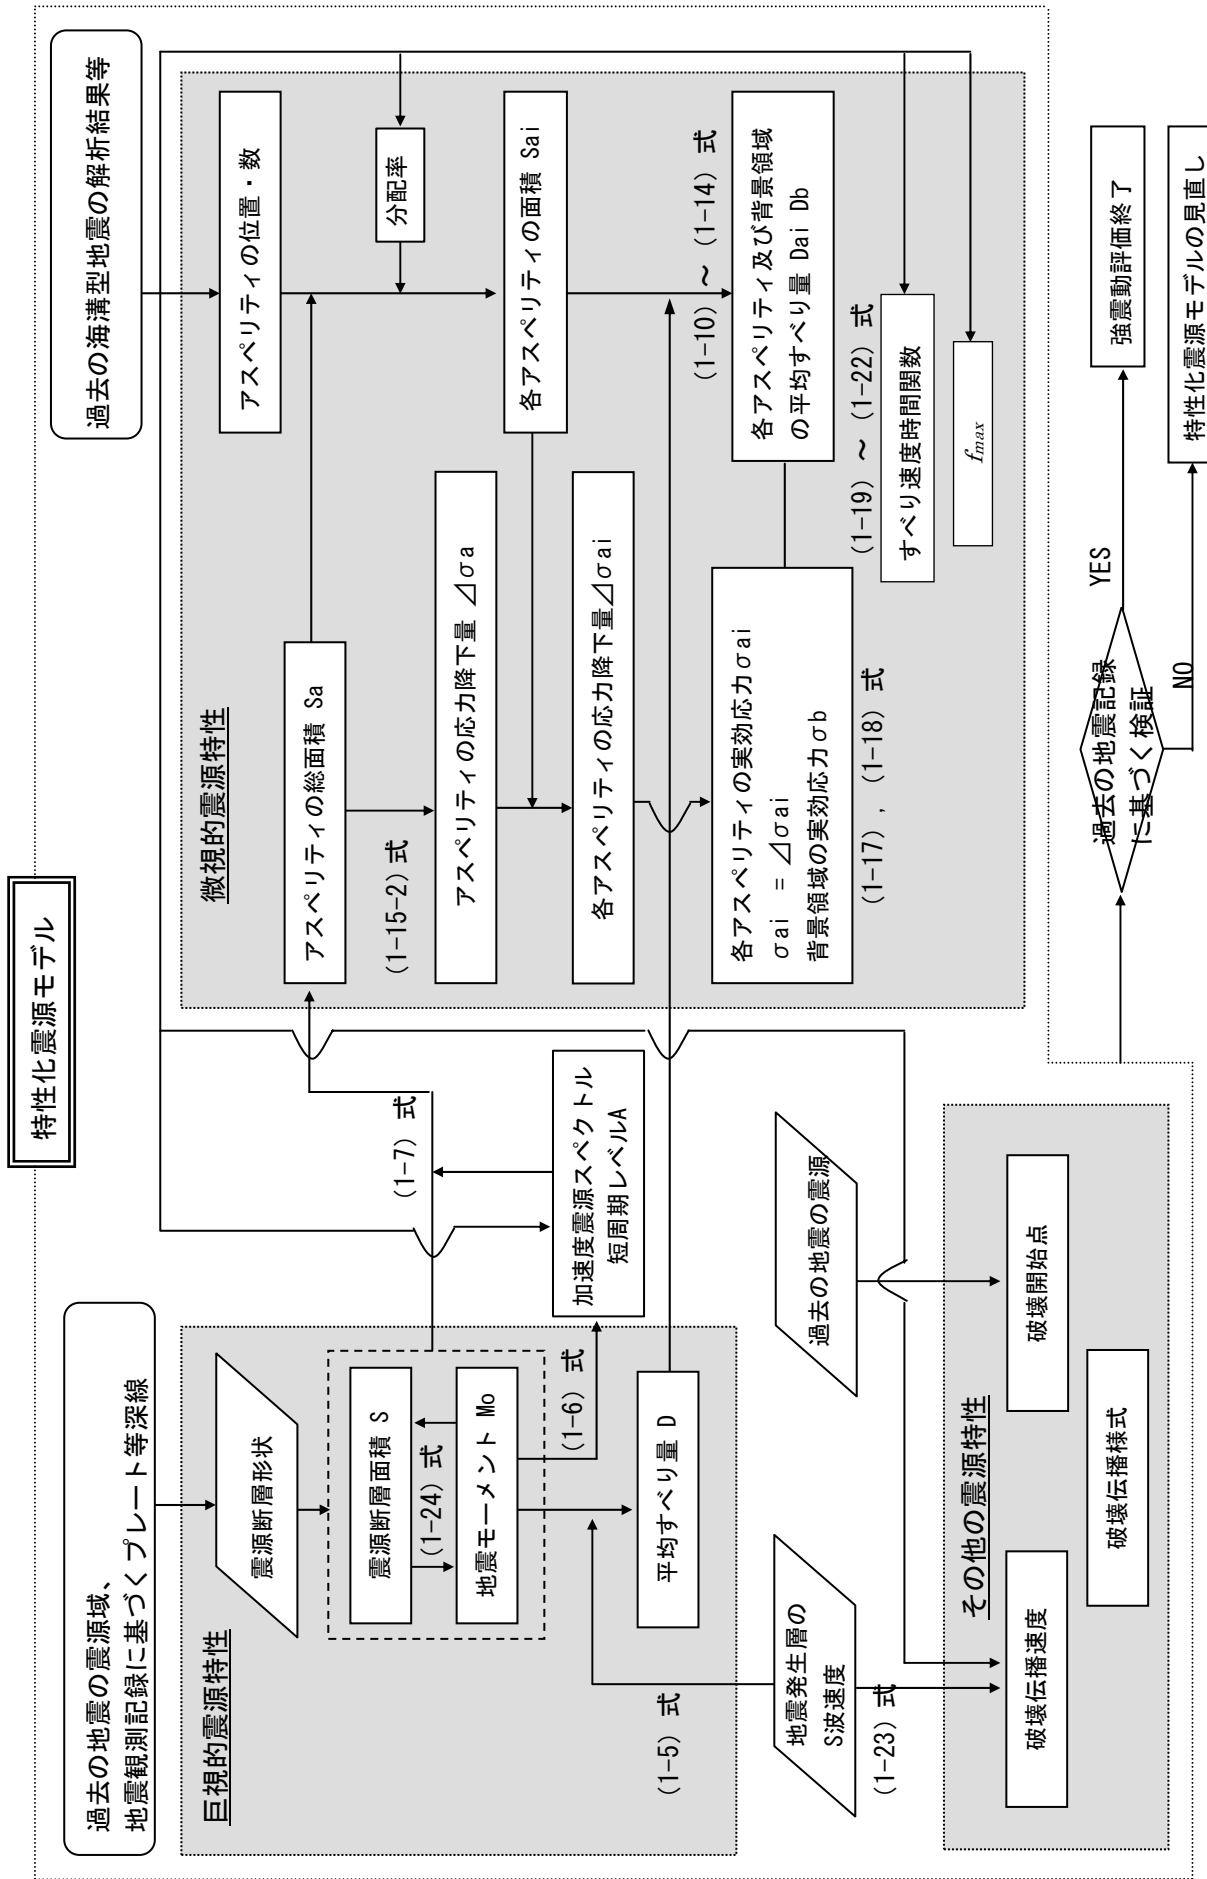 特性化震源モデル
過去の地震の震源域、
地震観測記録に基づくプレート等深線
過去の海溝型地震の解析結果等
巨視的震源特性
震源断層形状
震源断層面積 S
(1-24) 式
地震モーメント Mo
(1-6) 式
平均すべり量 D
(1-5) 式
(1-7) 式
加速度震源スペクトル
短周期レベルA
微視的震源特性
アスペリティの総面積 Sa
アスペリティの位置・数
(1-15-2) 式
分配率
アスペリティの応力降下量 ⊿σa
各アスペリティの面積 Sai
各アスペリティの応力降下量⊿σai
(1-10) ~ (1-14) 式
各アスペリティの実効応力σai
σai = ⊿σai
背景領域の実効応力σb
(1-17) , (1-18) 式
各アスペリティ及び背景領域
の平均すべり量 Dai Db
(1-19) ~ (1-22) 式
すべり速度時間関数
fmax
地震発生層の
S波速度
(1-23) 式
過去の地震の震源
その他の震源特性
破壊伝播速度
破壊開始点
破壊伝播様式
過去の地震記録
に基づく検証
YES
強震動評価終了
NO
特性化震源モデルの見直し